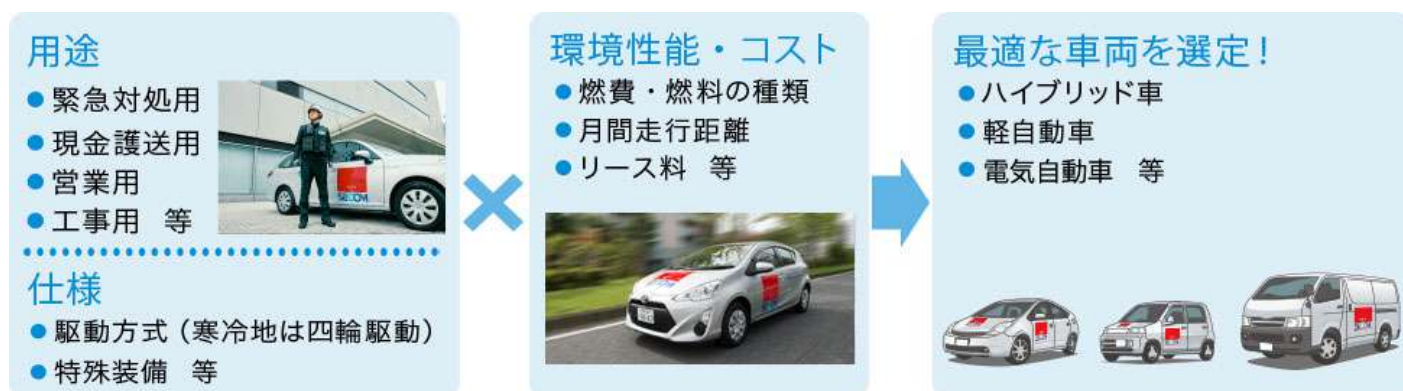 用途
●緊急対処用
●現金護送用
●営業用
●工事用 等
仕様
●駆動方式（寒冷地は四輪駆動）
●特殊装備 等
環境性能・コスト
●燃費・燃料の種類
●月間走行距離
●リース料 等
最適な車両を選定！
●ハイブリッド車
●軽自動車
●電気自動車 等